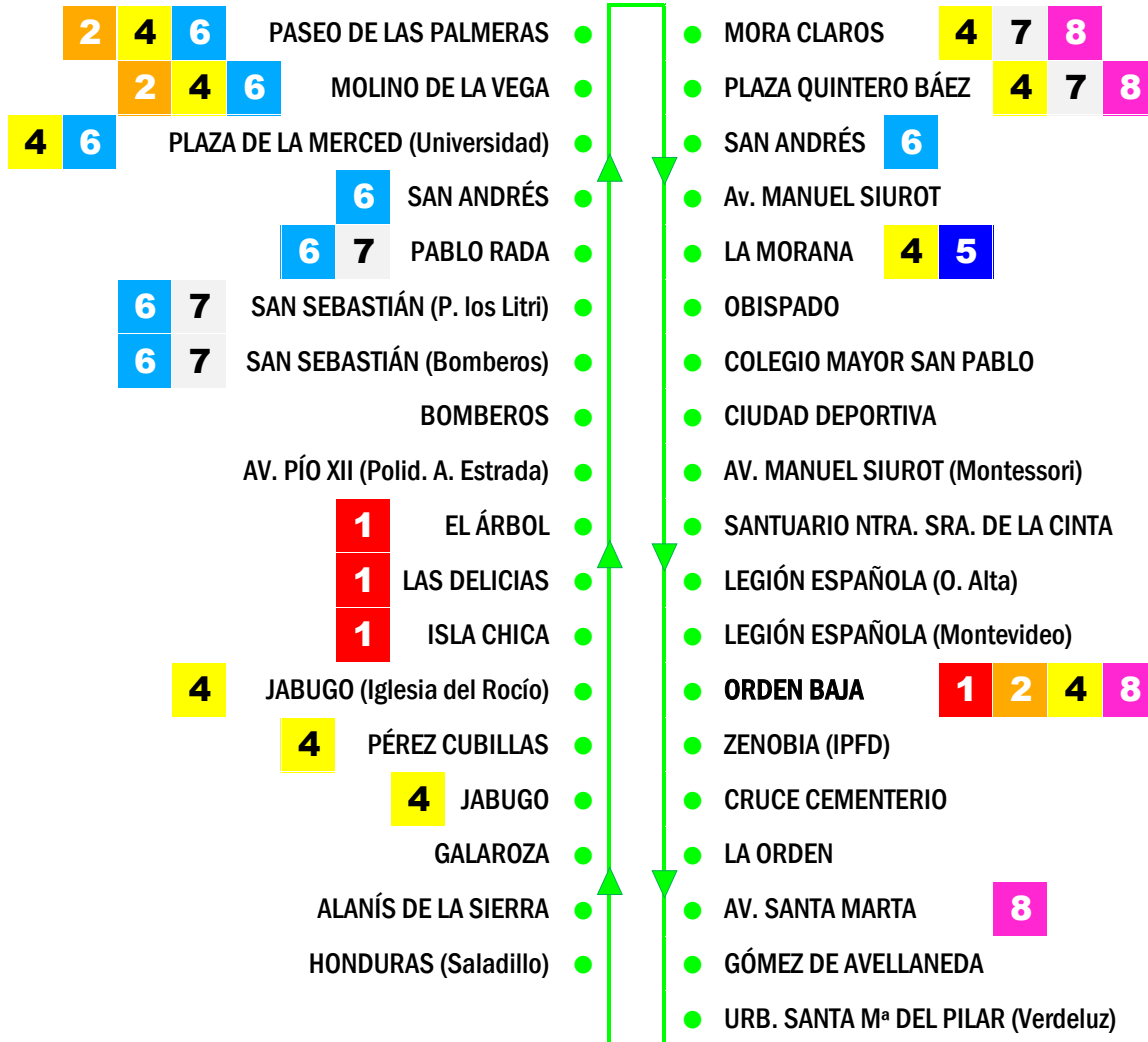 2 4 6 PASEO DE LAS PALMERAS
2 4 6 MOLINO DE LA VEGA
4 6 PLAZA DE LA MERCED (Universidad)
6 SAN ANDRÉS
6 7 PABLO RADA
6 7 SAN SEBASTIÁN (P. los Litri)
6 7 SAN SEBASTIÁN (Bomberos)
BOMBEROS
AV. PÍO XII (Polid. A. Estrada)
1 EL ÁRBOL
1 LAS DELICIAS
1 ISLA CHICA
4 JABUGO (Iglesia del Rocío)
4 PÉREZ CUBILLAS
4 JABUGO
GALAROZA
ALANÍS DE LA SIERRA
HONDURAS (Saladillo)
MORA CLAROS 4 7 8
PLAZA QUINTERO BÁEZ 4 7 8
SAN ANDRÉS 6
Av. MANUEL SIUROT
LA MORANA 4 5
OBISPADO
COLEGIO MAYOR SAN PABLO
CIUDAD DEPORTIVA
AV. MANUEL SIUROT (Montessori)
SANTUARIO NTRA. SRA. DE LA CINTA
LEGIÓN ESPAÑOLA (O. Alta)
LEGIÓN ESPAÑOLA (Montevideo)
ORDEN BAJA 1 2 4 8
ZENOBIA (IPFD)
CRUCE CEMENTERIO
LA ORDEN
AV. SANTA MARTA 8
GÓMEZ DE AVELLANEDA
URB. SANTA Mª DEL PILAR (Verdeluz)